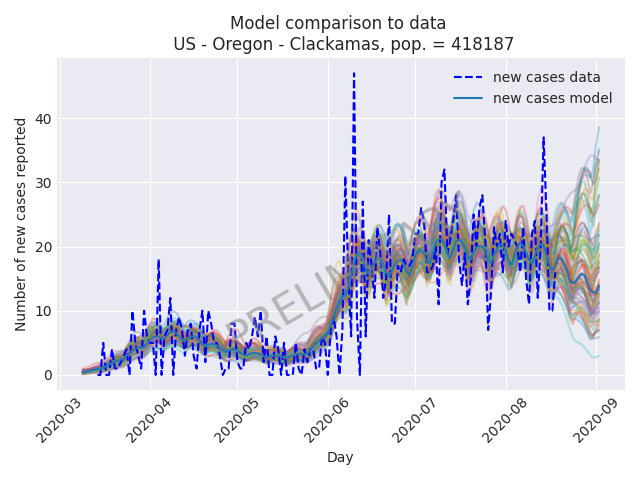 Model comparison to data
US - Oregon - Clackamas, pop. = 418187
new cases data
new cases model
Number of new cases reported
40
30
20
10
0
2020-03
2020-04
2020-05
2020-06
2020-07
2020-08
2020-09
Day